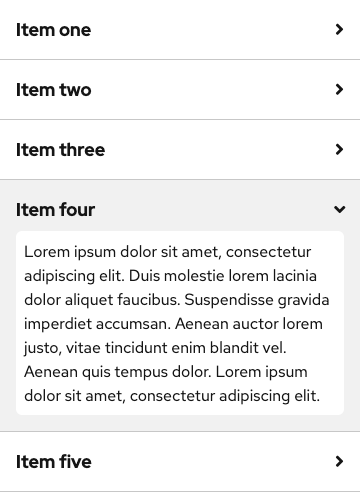 Item one
Item two
Item three
Item four
Lorem ipsum dolor sit amet, consectetur
adipiscing elit. Duis molestie lorem lacinia
dolor aliquet faucibus. Suspendisse gravida
imperdiet accumsan. Aenean auctor lorem
justo, vitae tincidunt enim blandit vel.
Aenean quis tempus dolor. Lorem ipsum
dolor sit amet, consectetur adipiscing elit.
Item five